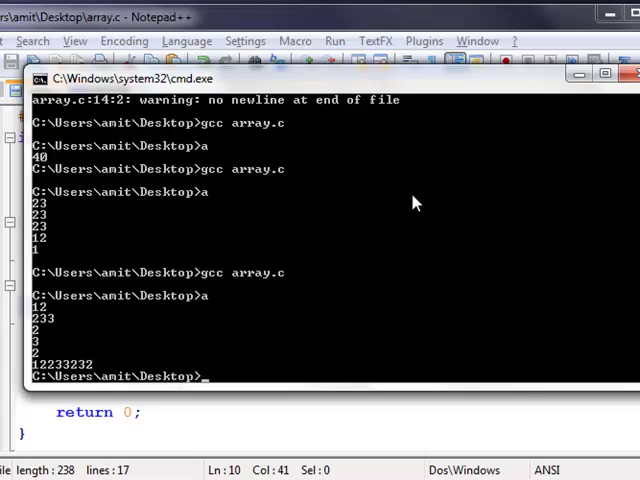 s\amit\Desktop\array.c - Notepad++
Search View Encoding Language Settings Macro Run TextFX Plugins Window
C:\Windows\system32\cmd.exe
array.c:14:2: warning: no newline at end of file
C:\Users\amit\Desktop>gcc array.c
C:\Users\amit\Desktop>a
40
C:\Users\amit\Desktop>gcc array.c
C:\Users\amit\Desktop>a
23
23
23
12
1
C:\Users\amit\Desktop>gcc array.c
C:\Users\amit\Desktop>a
12
233
2
3
2
12233232
C:\Users\amit\Desktop>_
return 0;
}
file length : 238 lines : 17 Ln : 10 Col : 41 Sel : 0 Dos\Windows ANSI